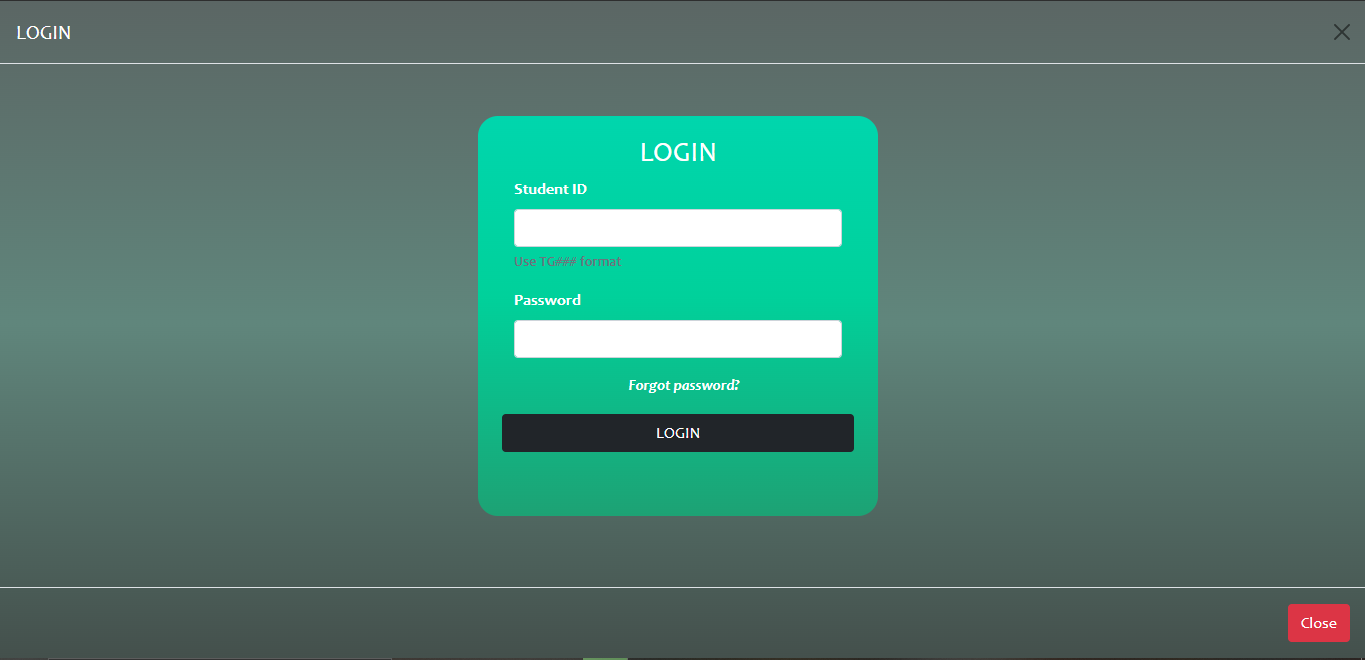 LOGIN
LOGIN
Student ID
Use TG### format
Password
Forgot password?
LOGIN
Close